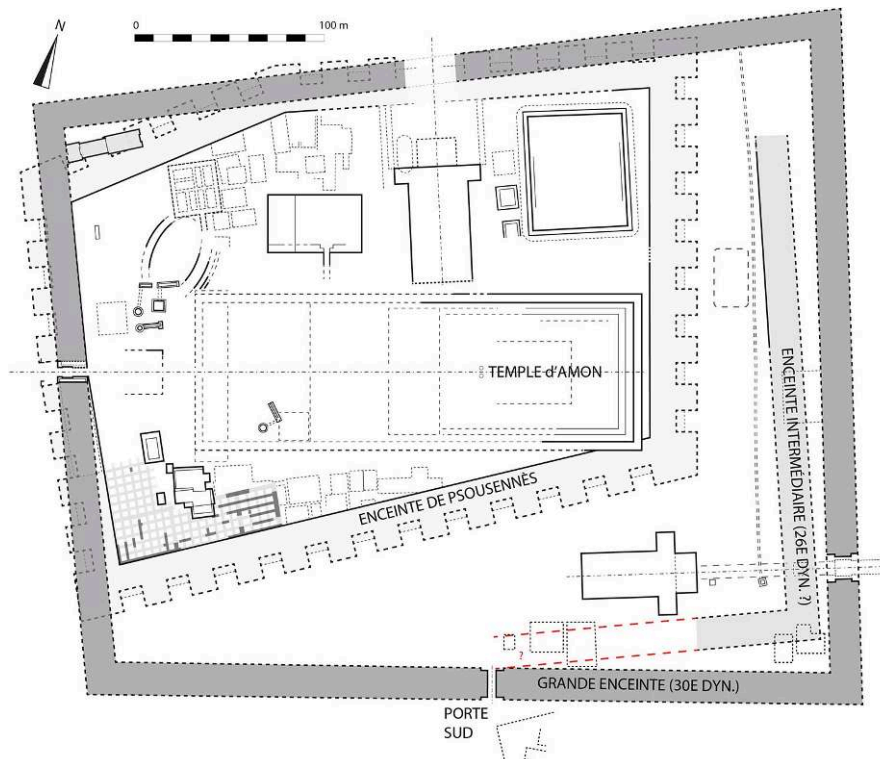 N
0 100 m
TEMPLE d'AMON
ENCEINTE INTERMÉDIAIRE (26E DYN. ?)
ENCEINTE DE PSOUSENNÈS
?
GRANDE ENCEINTE (30E DYN.)
PORTE
SUD